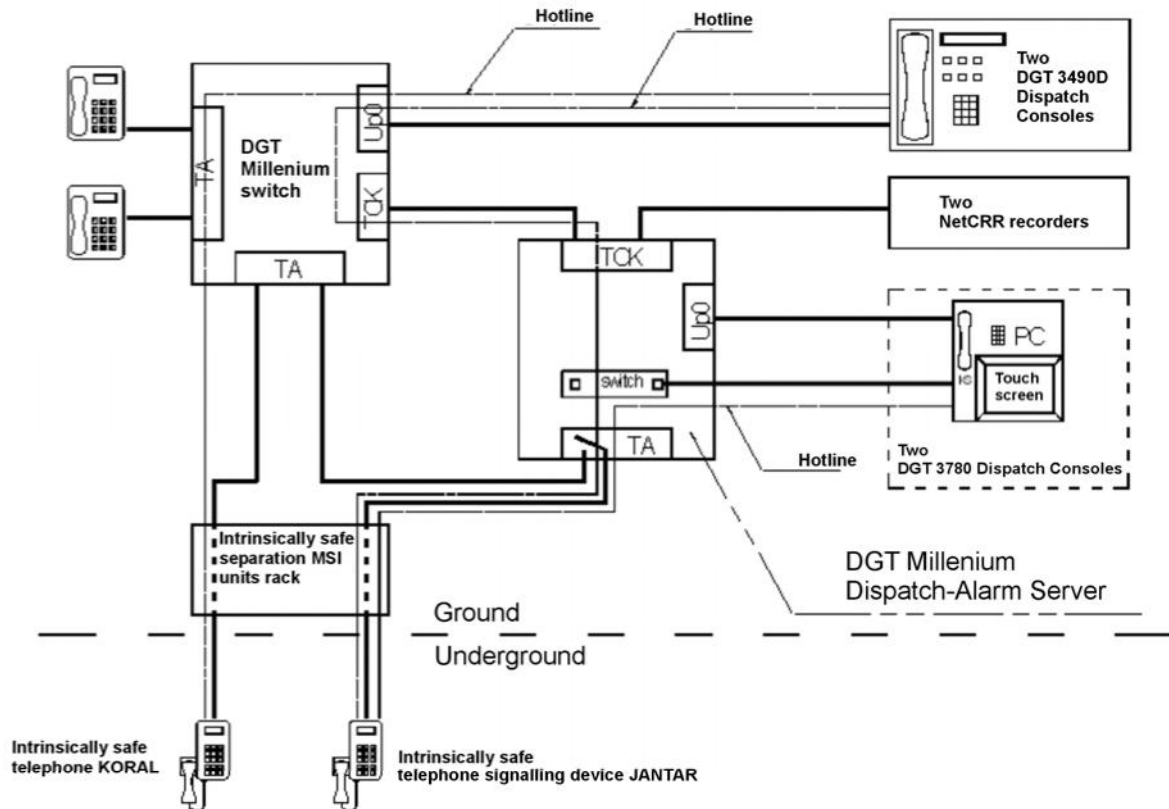 Hotline
Hotline
Two
DGT 3490D
Dispatch
Consoles
Up0
DGT
Millenium
switch
TA
TCK
TA
Two
NetCRR recorders
TCK
Up0
PC
switch
IS
Touch
screen
TA
Hotline
Two
DGT 3780 Dispatch Consoles
Intrinsically safe
separation MSI
units rack
DGT Millenium
Dispatch-Alarm Server
Ground
Underground
Intrinsically safe
telephone KORAL
Intrinsically safe
telephone signalling device JANTAR